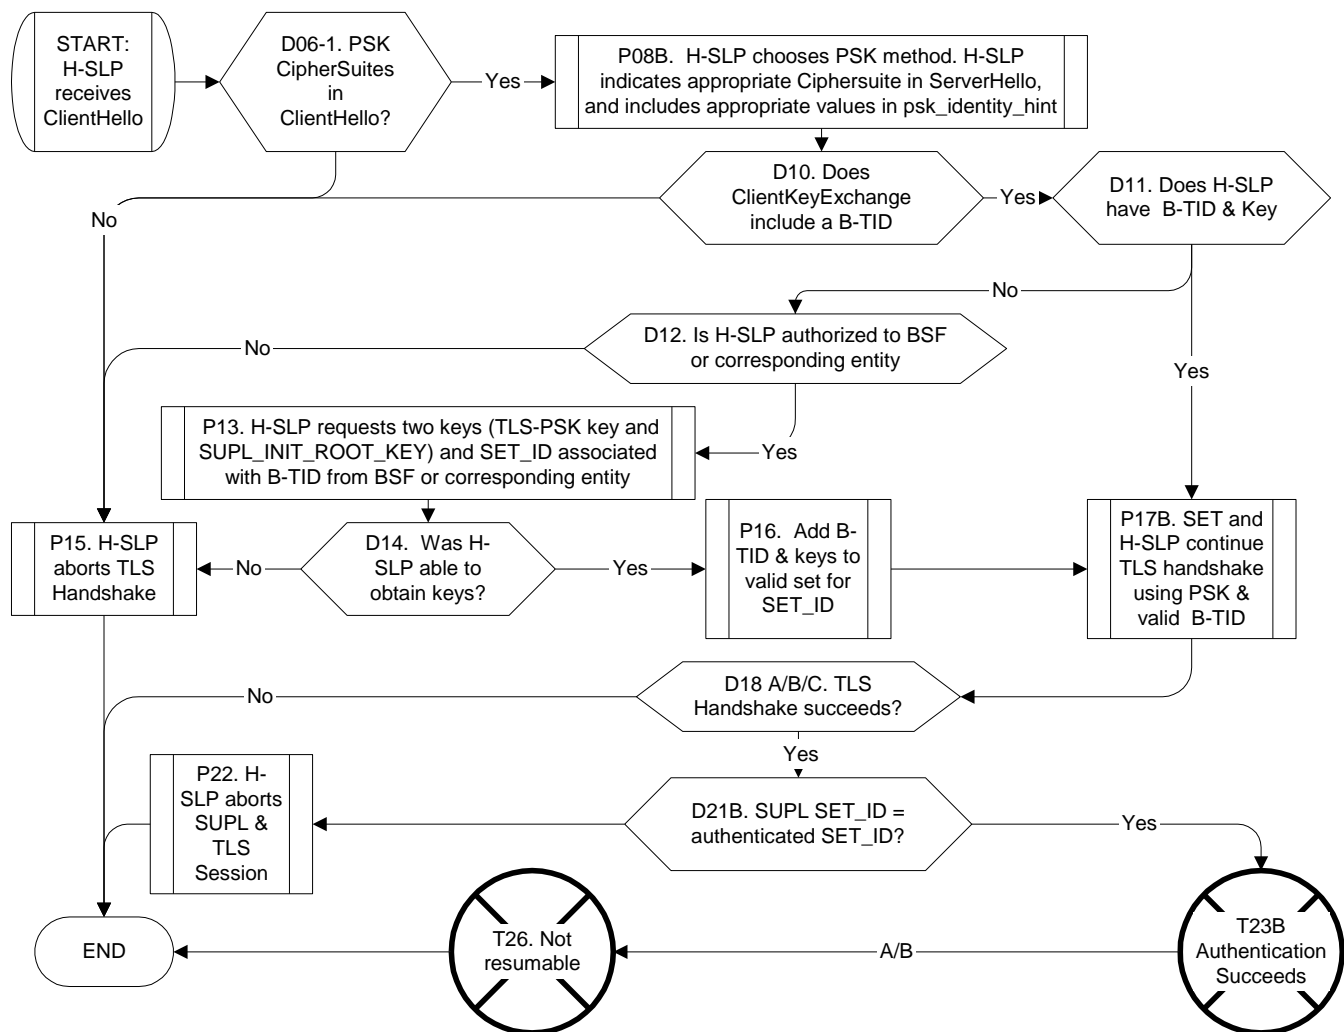 START:
H-SLP
receives
ClientHello
D06-1. PSK
CipherSuites
in
ClientHello?
Yes
P08B.  H-SLP chooses PSK method. H-SLP
indicates appropriate Ciphersuite in ServerHello,
and includes appropriate values in psk_identity_hint
No
D10. Does
ClientKeyExchange
include a B-TID
Yes
D11. Does H-SLP
have  B-TID & Key
No
D12. Is H-SLP authorized to BSF
or corresponding entity
No
Yes
P13. H-SLP requests two keys (TLS-PSK key and
SUPL_INIT_ROOT_KEY) and SET_ID associated
with B-TID from BSF or corresponding entity
Yes
P15. H-SLP
aborts TLS
Handshake
No
D14.  Was H-
SLP able to
obtain keys?
Yes
P16.  Add B-
TID & keys to
valid set for
SET_ID
P17B. SET and
H-SLP continue
TLS handshake
using PSK &
valid  B-TID
No
D18 A/B/C. TLS
Handshake succeeds?
Yes
P22. H-
SLP aborts
SUPL &
TLS
Session
D21B. SUPL SET_ID =
authenticated SET_ID?
Yes
END
T26. Not
resumable
A/B
T23B
Authentication
Succeeds